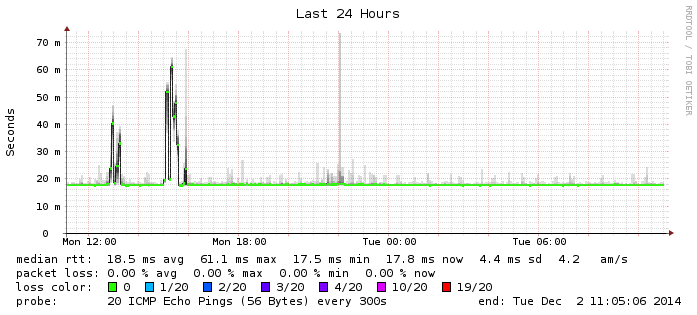 Last 24 Hours
RRDTOOL / TOBI OETIKER
Seconds
70 m
60 m
50 m
40 m
30 m
20 m
10 m
0
Mon 12:00 Mon 18:00 Tue 00:00 Tue 06:00
median rtt: 18.5 ms avg 61.1 ms max 17.5 ms min 17.8 ms now 4.4 ms sd 4.2 am/s
packet loss: 0.00 % avg 0.00 % max 0.00 % min 0.00 % now
loss color: 0 1/20 2/20 3/20 4/20 10/20 19/20
probe: 20 ICMP Echo Pings (56 Bytes) every 300s end: Tue Dec 2 11:05:06 2014